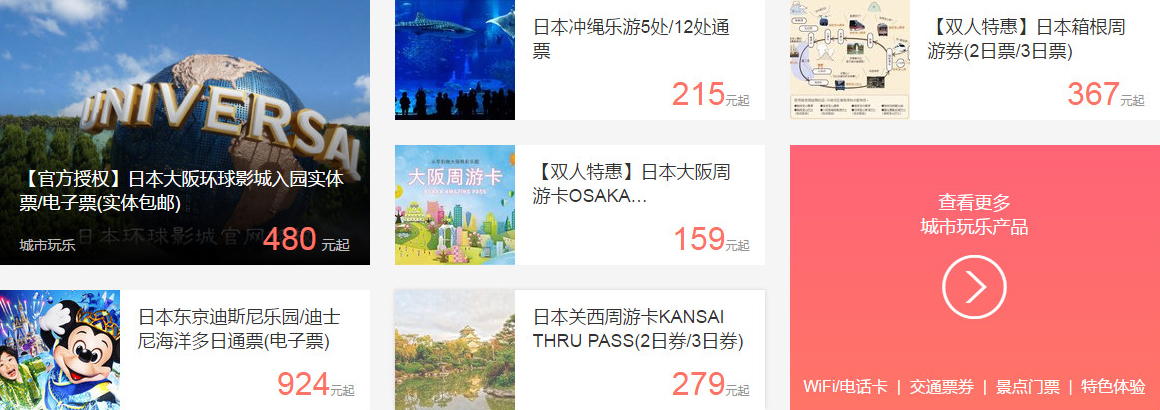 UNIVERSAL
【官方授权】日本大阪环球影城入园实体
票/电子票(实体包邮)
日本环球影城官网
城市玩乐
480 元起
日本冲绳乐游5处/12处通
票
215元起
【双人特惠】日本箱根周
游券(2日票/3日票)
367元起
大阪周游卡
OSAKA AMAZING PASS
【双人特惠】日本大阪周
游卡OSAKA…
159元起
查看更多
城市玩乐产品
WiFi/电话卡 | 交通票券 | 景点门票 | 特色体验
日本东京迪斯尼乐园/迪士
尼海洋多日通票(电子票)
924元起
日本关西周游卡KANSAI
THRU PASS(2日券/3日券)
279元起